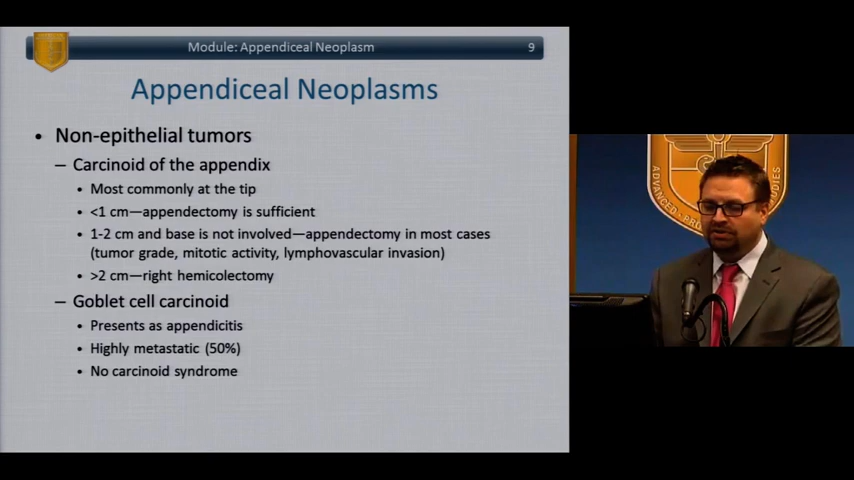 Module: Appendiceal Neoplasm 9
Appendiceal Neoplasms
• Non-epithelial tumors
– Carcinoid of the appendix
• Most commonly at the tip
• <1 cm—appendectomy is sufficient
• 1-2 cm and base is not involved—appendectomy in most cases
(tumor grade, mitotic activity, lymphovascular invasion)
• >2 cm—right hemicolectomy
– Goblet cell carcinoid
• Presents as appendicitis
• Highly metastatic (50%)
• No carcinoid syndrome
ADVANCED